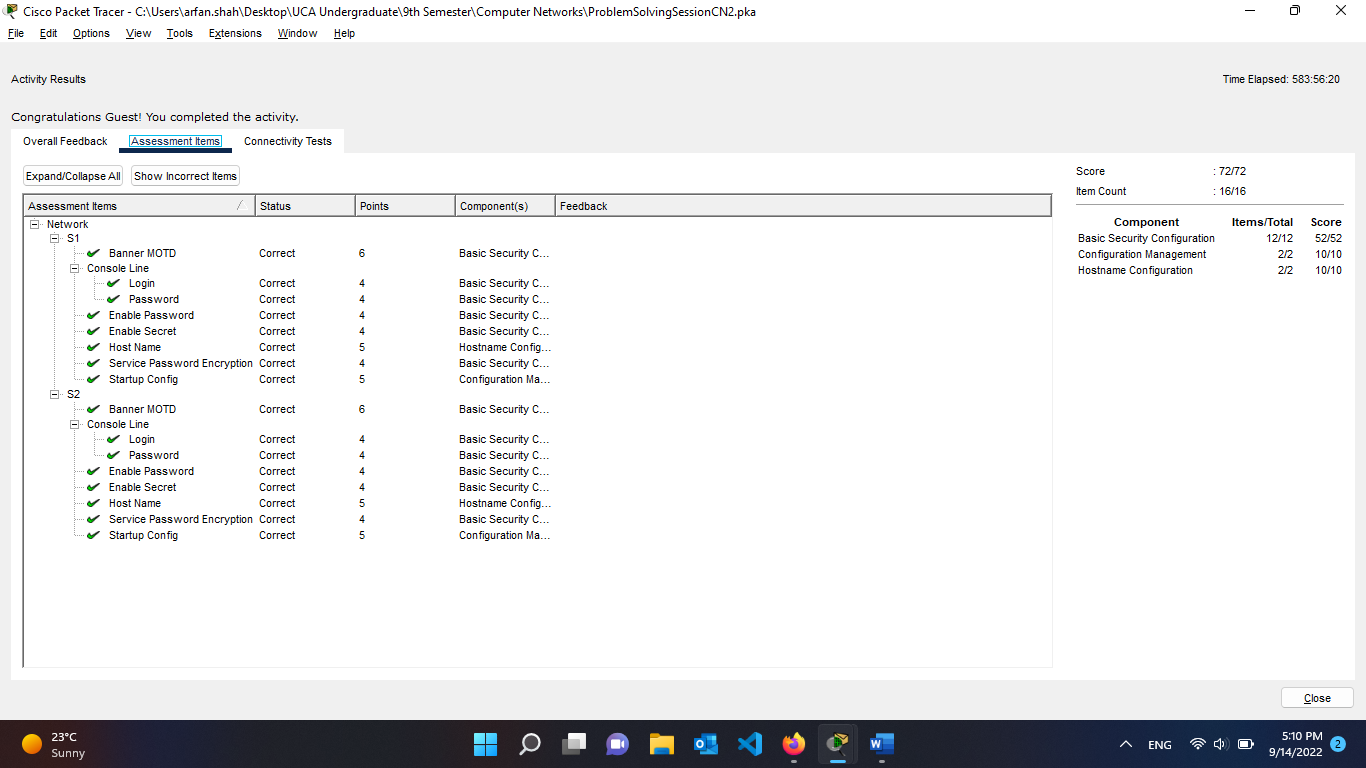 Cisco Packet Tracer - C:\Users\arfan.shah\Desktop\UCA Undergraduate\9th Semester\Computer Networks\ProblemSolvingSessionCN2.pka
File Edit Options View Tools Extensions Window Help
Activity Results Time Elapsed: 583:56:20
Congratulations Guest! You completed the activity.
Overall Feedback Assessment Items Connectivity Tests
Expand/Collapse All Show Incorrect Items
Assessment Items Status Points Component(s) Feedback
Network
S1
Banner MOTD Correct 6 Basic Security C...
Console Line
Login Correct 4 Basic Security C...
Password Correct 4 Basic Security C...
Enable Password Correct 4 Basic Security C...
Enable Secret Correct 4 Basic Security C...
Host Name Correct 5 Hostname Config...
Service Password Encryption Correct 4 Basic Security C...
Startup Config Correct 5 Configuration Ma...
S2
Banner MOTD Correct 6 Basic Security C...
Console Line
Login Correct 4 Basic Security C...
Password Correct 4 Basic Security C...
Enable Password Correct 4 Basic Security C...
Enable Secret Correct 4 Basic Security C...
Host Name Correct 5 Hostname Config...
Service Password Encryption Correct 4 Basic Security C...
Startup Config Correct 5 Configuration Ma...
Score : 72/72
Item Count : 16/16
Component Items/Total Score
Basic Security Configuration 12/12 52/52
Configuration Management 2/2 10/10
Hostname Configuration 2/2 10/10
Close
23°C
Sunny
ENG
5:10 PM
9/14/2022
2